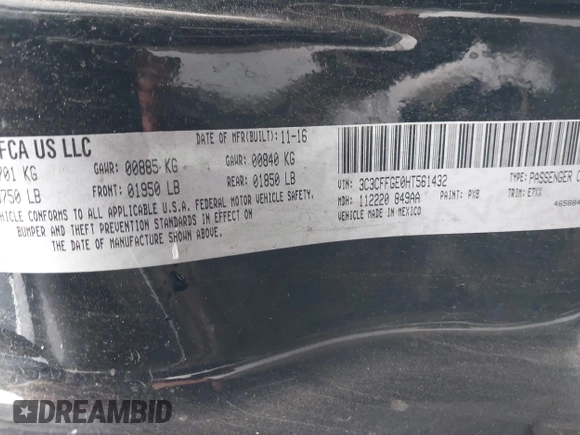 FCA US LLC
DATE OF MFR(BUILT): 11-16
701 KG GAWR: 00885 KG GAWR: 00840 KG
750 LB FRONT: 01950 LB REAR: 01850 LB
VEHICLE CONFORMS TO ALL APPLICABLE U.S.A. FEDERAL MOTOR VEHICLE SAFETY,
BUMPER AND THEFT PREVENTION STANDARDS IN EFFECT ON
THE DATE OF MANUFACTURE SHOWN ABOVE.
VIN: 3C3CFFGE0HT561432 TYPE: PASSENGER C
MDH: 112220 849AA PAINT: PX8 TRIM: E7XX
VEHICLE MADE IN MEXICO
DREAMBID